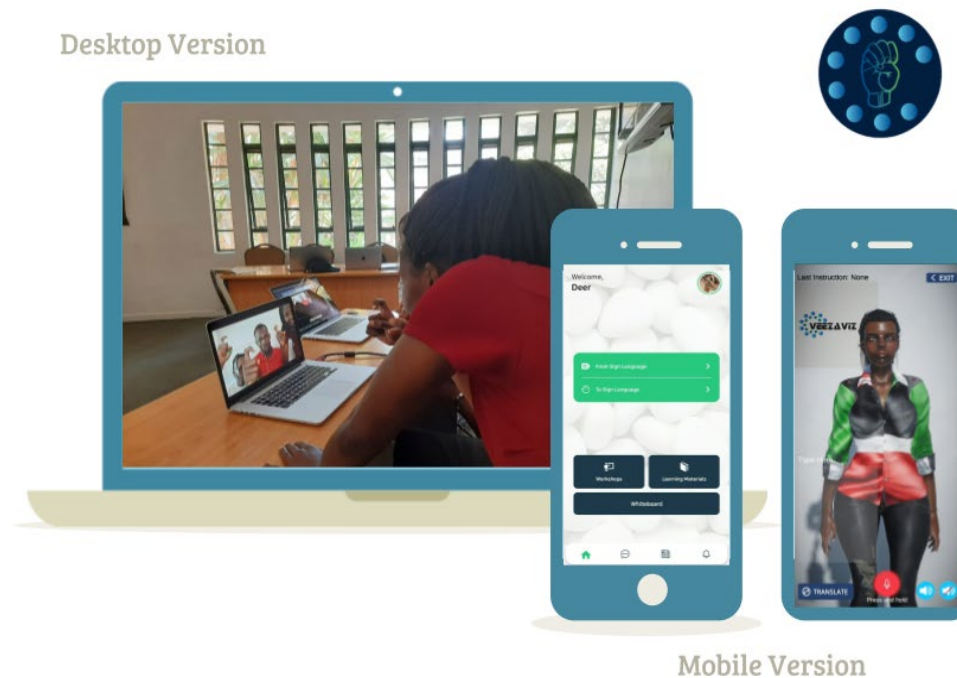 Desktop Version
Welcome,
Deer
From Sign Language
To Sign Language
Workshops
Learning Materials
Whiteboard
Last Instruction: None
< EXIT
VEEZAVIZ
TRANSLATE
Press and hold
Mobile Version